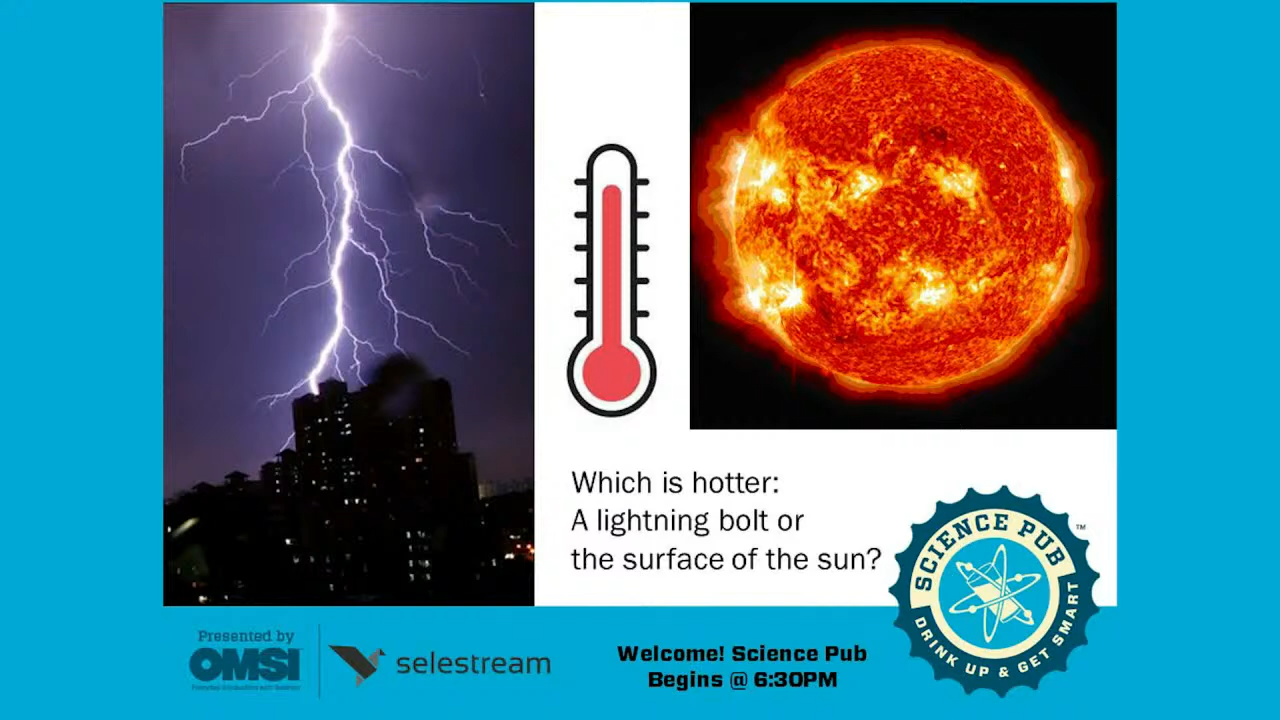 Which is hotter:
A lightning bolt or
the surface of the sun?
SCIENCE PUB
™
DRINK UP & GET SMART
Presented by
OMSI
selestream
Welcome! Science Pub
Begins @ 6:30PM